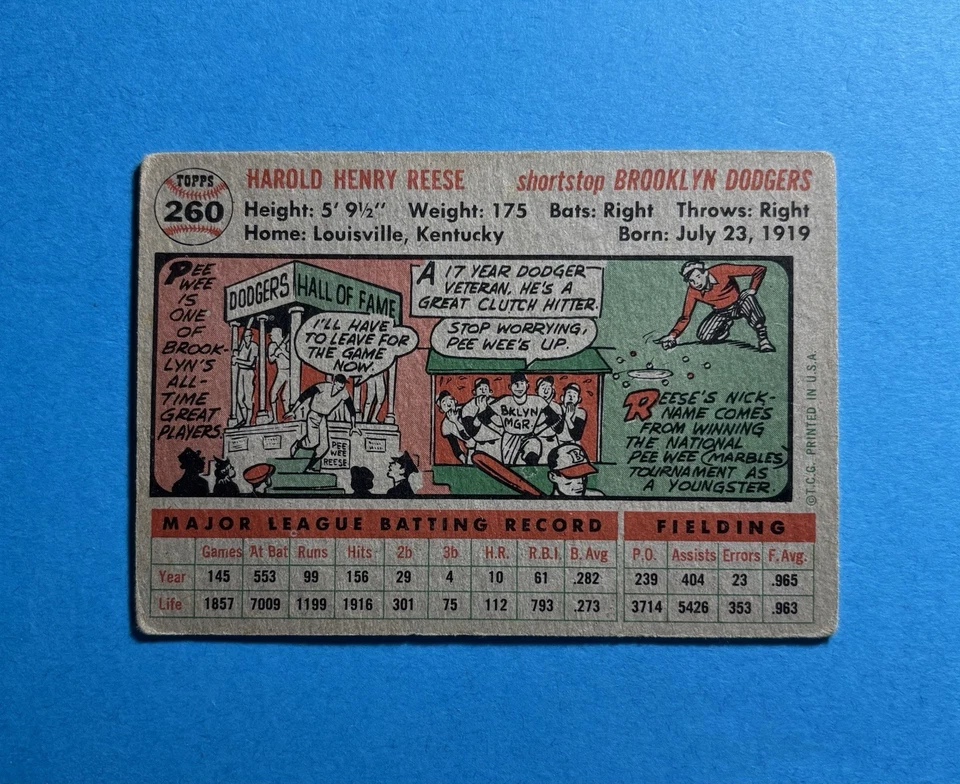 TOPPS
260
HAROLD HENRY REESE shortstop BROOKLYN DODGERS
Height: 5' 9½" Weight: 175 Bats: Right Throws: Right
Home: Louisville, Kentucky Born: July 23, 1919
PEE
WEE
IS
ONE
OF
BROOK-
LYN'S
ALL-
TIME
GREAT
PLAYERS.
DODGERS HALL OF FAME
I'LL HAVE
TO LEAVE FOR
THE GAME
NOW.
PEE
WEE
REESE
A 17 YEAR DODGER
VETERAN. HE'S A
GREAT CLUTCH HITTER.
STOP WORRYING,
PEE WEE'S UP.
BKLYN
MGR.
B
REESE'S NICK-
NAME COMES
FROM WINNING
THE NATIONAL
PEE WEE (MARBLES)
TOURNAMENT AS
A YOUNGSTER.
©T.C.G. PRINTED IN U.S.A.
MAJOR LEAGUE BATTING RECORD FIELDING
Games At Bat Runs Hits 2b 3b H.R. R.B.I. B. Avg P.O. Assists Errors F. Avg.
Year 145 553 99 156 29 4 10 61 .282 239 404 23 .965
Life 1857 7009 1199 1916 301 75 112 793 .273 3714 5426 353 .963